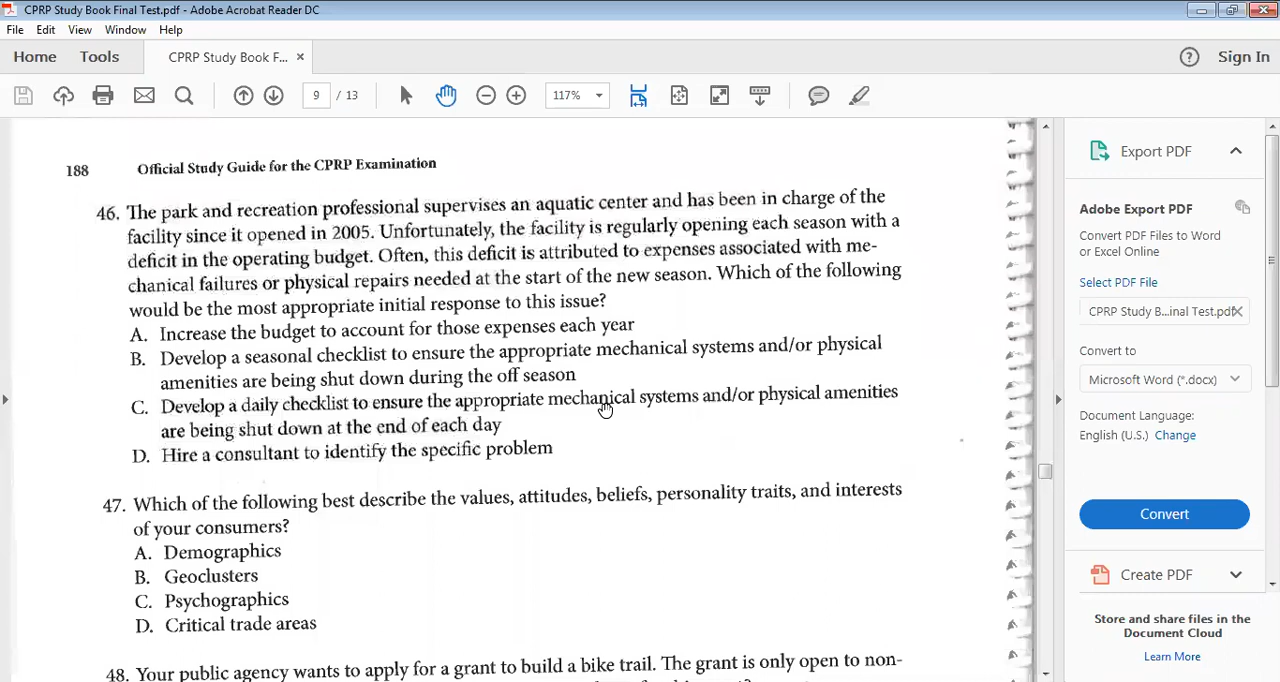 CPRP Study Book Final Test.pdf - Adobe Acrobat Reader DC
File Edit View Window Help
Home Tools CPRP Study Book F... × Sign In
9 / 13 117%
188 Official Study Guide for the CPRP Examination
46. The park and recreation professional supervises an aquatic center and has been in charge of the
facility since it opened in 2005. Unfortunately, the facility is regularly opening each season with a
deficit in the operating budget. Often, this deficit is attributed to expenses associated with me-
chanical failures or physical repairs needed at the start of the new season. Which of the following
would be the most appropriate initial response to this issue?
A. Increase the budget to account for those expenses each year
B. Develop a seasonal checklist to ensure the appropriate mechanical systems and/or physical
amenities are being shut down during the off season
C. Develop a daily checklist to ensure the appropriate mechanical systems and/or physical amenities
are being shut down at the end of each day
D. Hire a consultant to identify the specific problem
47. Which of the following best describe the values, attitudes, beliefs, personality traits, and interests
of your consumers?
A. Demographics
B. Geoclusters
C. Psychographics
D. Critical trade areas
48. Your public agency wants to apply for a grant to build a bike trail. The grant is only open to non-
Export PDF
Adobe Export PDF
Convert PDF Files to Word
or Excel Online
Select PDF File
CPRP Study B...inal Test.pdf
Convert to
Microsoft Word (*.docx)
Document Language:
English (U.S.) Change
Convert
Create PDF
Store and share files in the
Document Cloud
Learn More